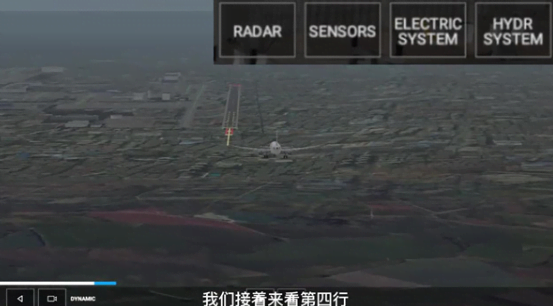 RADAR
SENSORS
ELECTRIC
SYSTEM
HYDR
SYSTEM
DYNAMIC
我们接着来看第四行